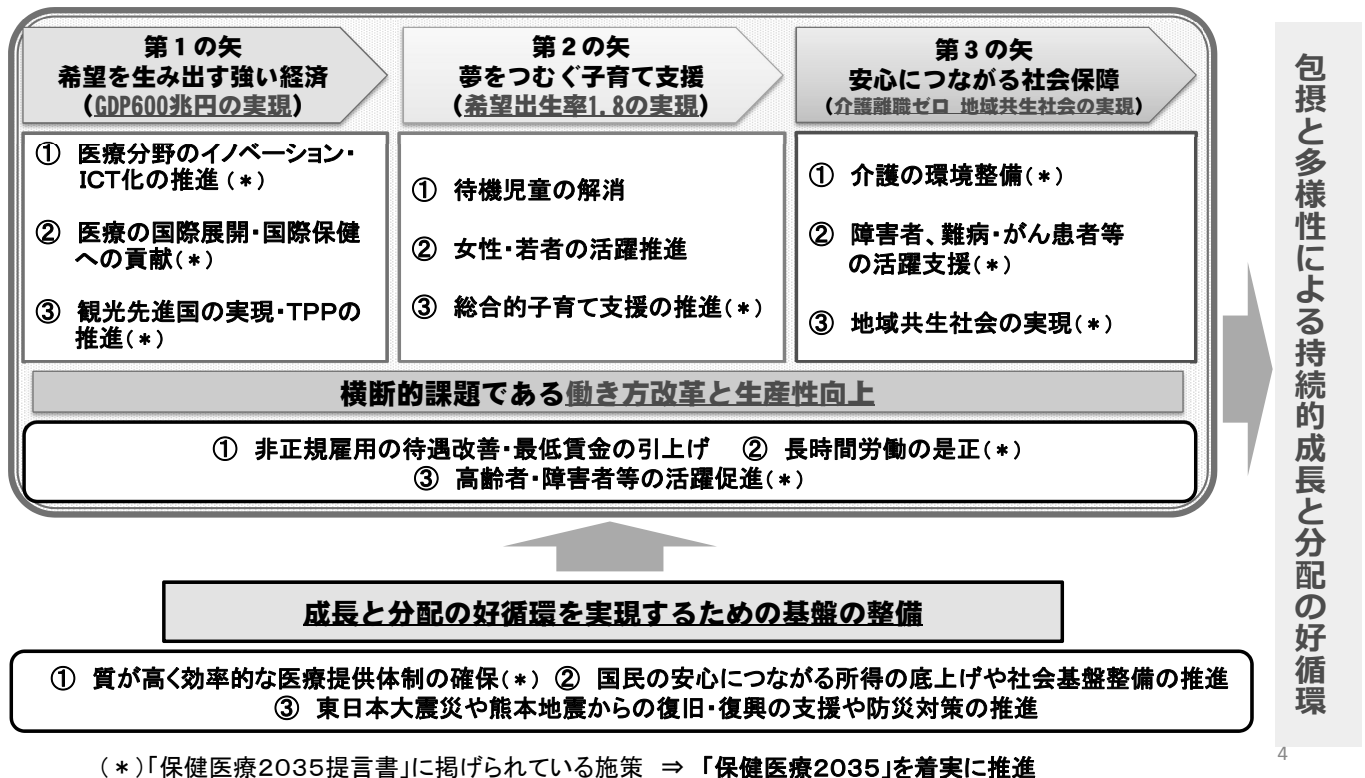 第1の矢
希望を生み出す強い経済
(GDP600兆円の実現)
第2の矢
夢をつむぐ子育て支援
(希望出生率1.8の実現)
第3の矢
安心につながる社会保障
(介護離職ゼロ 地域共生社会の実現)
① 医療分野のイノベーション・
ICT化の推進(*)
② 医療の国際展開・国際保健
への貢献(*)
③ 観光先進国の実現・TPPの
推進(*)
① 待機児童の解消
② 女性・若者の活躍推進
③ 総合的子育て支援の推進(*)
① 介護の環境整備(*)
② 障害者、難病・がん患者等
の活躍支援(*)
③ 地域共生社会の実現(*)
横断的課題である働き方改革と生産性向上
① 非正規雇用の待遇改善・最低賃金の引上げ ② 長時間労働の是正(*)
③ 高齢者・障害者等の活躍促進(*)
成長と分配の好循環を実現するための基盤の整備
① 質が高く効率的な医療提供体制の確保(*) ② 国民の安心につながる所得の底上げや社会基盤整備の推進
③ 東日本大震災や熊本地震からの復旧・復興の支援や防災対策の推進
(*)「保健医療2035提言書」に掲げられている施策 ⇒ 「保健医療2035」を着実に推進
包摂と多様性による持続的成長と分配の好循環
4